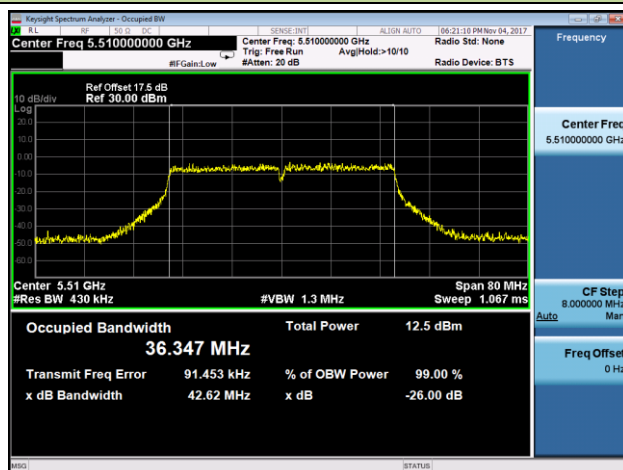 Keysight Spectrum Analyzer - Occupied BW
RL RF 50 Ω DC SENSE:INT ALIGN AUTO 06:21:10 PM Nov 04, 2017
Center Freq 5.510000000 GHz Center Freq: 5.510000000 GHz Radio Std: None
Trig: Free Run Avg|Hold:>10/10
#IFGain:Low #Atten: 20 dB Radio Device: BTS
Ref Offset 17.5 dB
10 dB/div Ref 30.00 dBm
Log
20.0
10.0
0.00
-10.0
-20.0
-30.0
-40.0
-50.0
-60.0
Center 5.51 GHz Span 80 MHz
#Res BW 430 kHz #VBW 1.3 MHz Sweep 1.067 ms
Occupied Bandwidth Total Power 12.5 dBm
36.347 MHz
Transmit Freq Error 91.453 kHz % of OBW Power 99.00 %
x dB Bandwidth 42.62 MHz x dB -26.00 dB
MSG STATUS
Frequency
Center Freq
5.510000000 GHz
CF Step
8.000000 MHz
Auto Man
Freq Offset
0 Hz